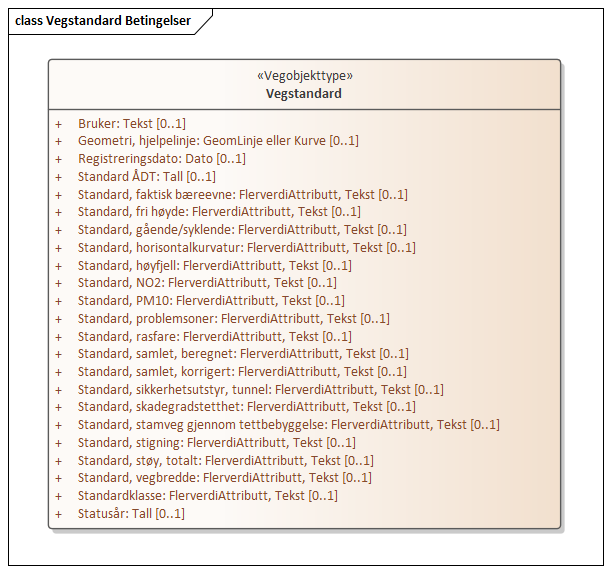 class Vegstandard Betingelser
«Vegobjekttype»
Vegstandard
+ Bruker: Tekst [0..1]
+ Geometri, hjelpelinje: GeomLinje eller Kurve [0..1]
+ Registreringsdato: Dato [0..1]
+ Standard ÅDT: Tall [0..1]
+ Standard, faktisk bæreevne: FlerverdiAttributt, Tekst [0..1]
+ Standard, fri høyde: FlerverdiAttributt, Tekst [0..1]
+ Standard, gående/syklende: FlerverdiAttributt, Tekst [0..1]
+ Standard, horisontalkurvatur: FlerverdiAttributt, Tekst [0..1]
+ Standard, høyfjell: FlerverdiAttributt, Tekst [0..1]
+ Standard, NO2: FlerverdiAttributt, Tekst [0..1]
+ Standard, PM10: FlerverdiAttributt, Tekst [0..1]
+ Standard, problemsoner: FlerverdiAttributt, Tekst [0..1]
+ Standard, rasfare: FlerverdiAttributt, Tekst [0..1]
+ Standard, samlet, beregnet: FlerverdiAttributt, Tekst [0..1]
+ Standard, samlet, korrigert: FlerverdiAttributt, Tekst [0..1]
+ Standard, sikkerhetsutstyr, tunnel: FlerverdiAttributt, Tekst [0..1]
+ Standard, skadegradstetthet: FlerverdiAttributt, Tekst [0..1]
+ Standard, stamveg gjennom tettbebyggelse: FlerverdiAttributt, Tekst [0..1]
+ Standard, stigning: FlerverdiAttributt, Tekst [0..1]
+ Standard, støy, totalt: FlerverdiAttributt, Tekst [0..1]
+ Standard, vegbredde: FlerverdiAttributt, Tekst [0..1]
+ Standardklasse: FlerverdiAttributt, Tekst [0..1]
+ Statusår: Tall [0..1]